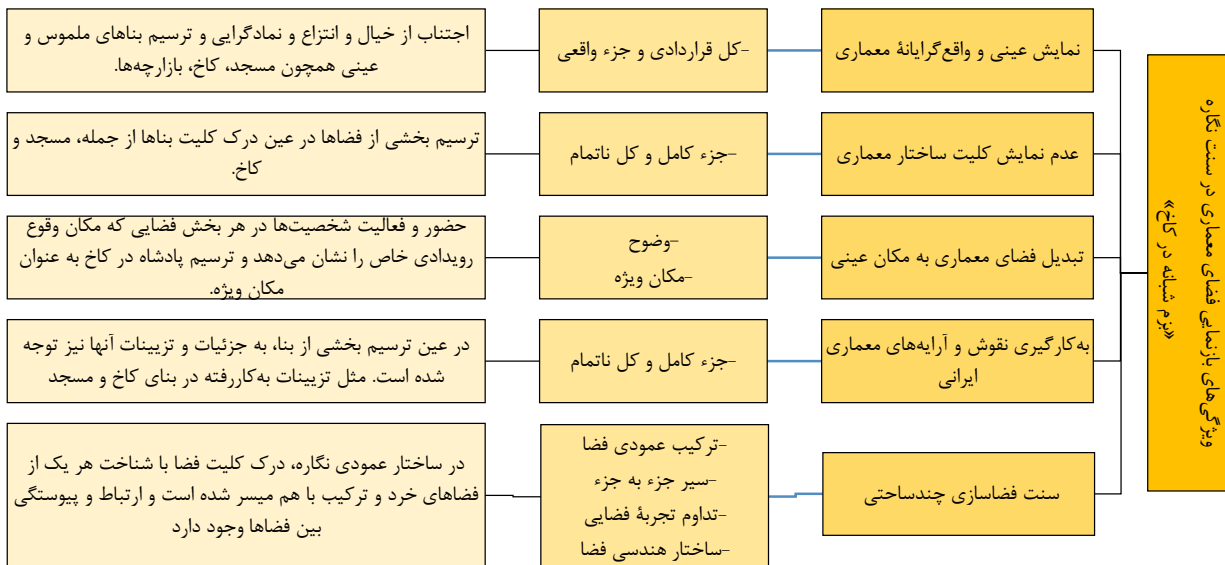 ویژگی‌های بازنمایی فضای معماری در سنت نگاره
«بزم شبانه در کاخ»
نمایش عینی و واقع‌گرایانهٔ معماری
-کل قراردادی و جزء واقعی
اجتناب از خیال و انتزاع و نمادگرایی و ترسیم بناهای ملموس و
عینی همچون مسجد، کاخ، بازارچه‌ها.
عدم نمایش کلیت ساختار معماری
-جزء کامل و کل ناتمام
ترسیم بخشی از فضاها در عین درک کلیت بناها از جمله، مسجد و
کاخ.
تبدیل فضای معماری به مکان عینی
-وضوح
-مکان ویژه
حضور و فعالیت شخصیت‌ها در هر بخش فضایی که مکان وقوع
رویدادی خاص را نشان می‌دهد و ترسیم پادشاه در کاخ به عنوان
مکان ویژه.
به‌کارگیری نقوش و آرایه‌های معماری
ایرانی
-جزء کامل و کل ناتمام
در عین ترسیم بخشی از بنا، به جزئیات و تزیینات آنها نیز توجه
شده است. مثل تزیینات به‌کاررفته در بنای کاخ و مسجد
سنت فضاسازی چندساحتی
-ترکیب عمودی فضا
-سیر جزء به جزء
-تداوم تجربهٔ فضایی
-ساختار هندسی فضا
در ساختار عمودی نگاره، درک کلیت فضا با شناخت هر یک از
فضاهای خرد و ترکیب با هم میسر شده است و ارتباط و پیوستگی
بین فضاها وجود دارد